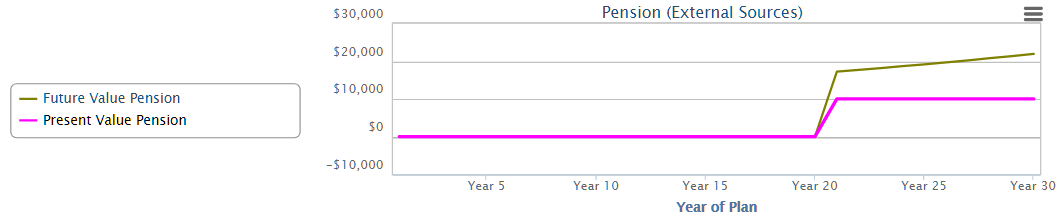 Pension (External Sources)
$30,000
$20,000
$10,000
$0
-$10,000
Future Value Pension
Present Value Pension
Year 5 Year 10 Year 15 Year 20 Year 25 Year 30
Year of Plan